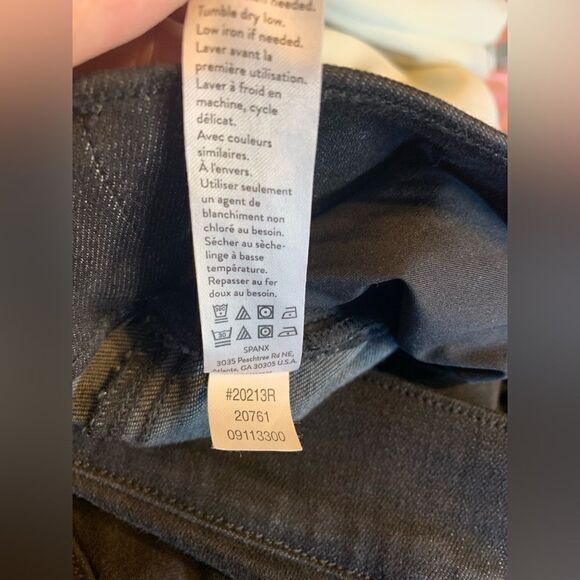 needed.
Tumble dry low.
Low iron if needed.
Laver avant la
première utilisation.
Laver à froid en
machine, cycle
délicat.
Avec couleurs
similaires.
À l'envers.
Utiliser seulement
un agent de
blanchiment non
chloré au besoin.
Sécher au sèche-
linge à basse
température.
Repasser au fer
doux au besoin.
SPANX
3035 Peachtree Rd NE,
Atlanta, GA 30305 U.S.A.
#20213R
20761
09113300